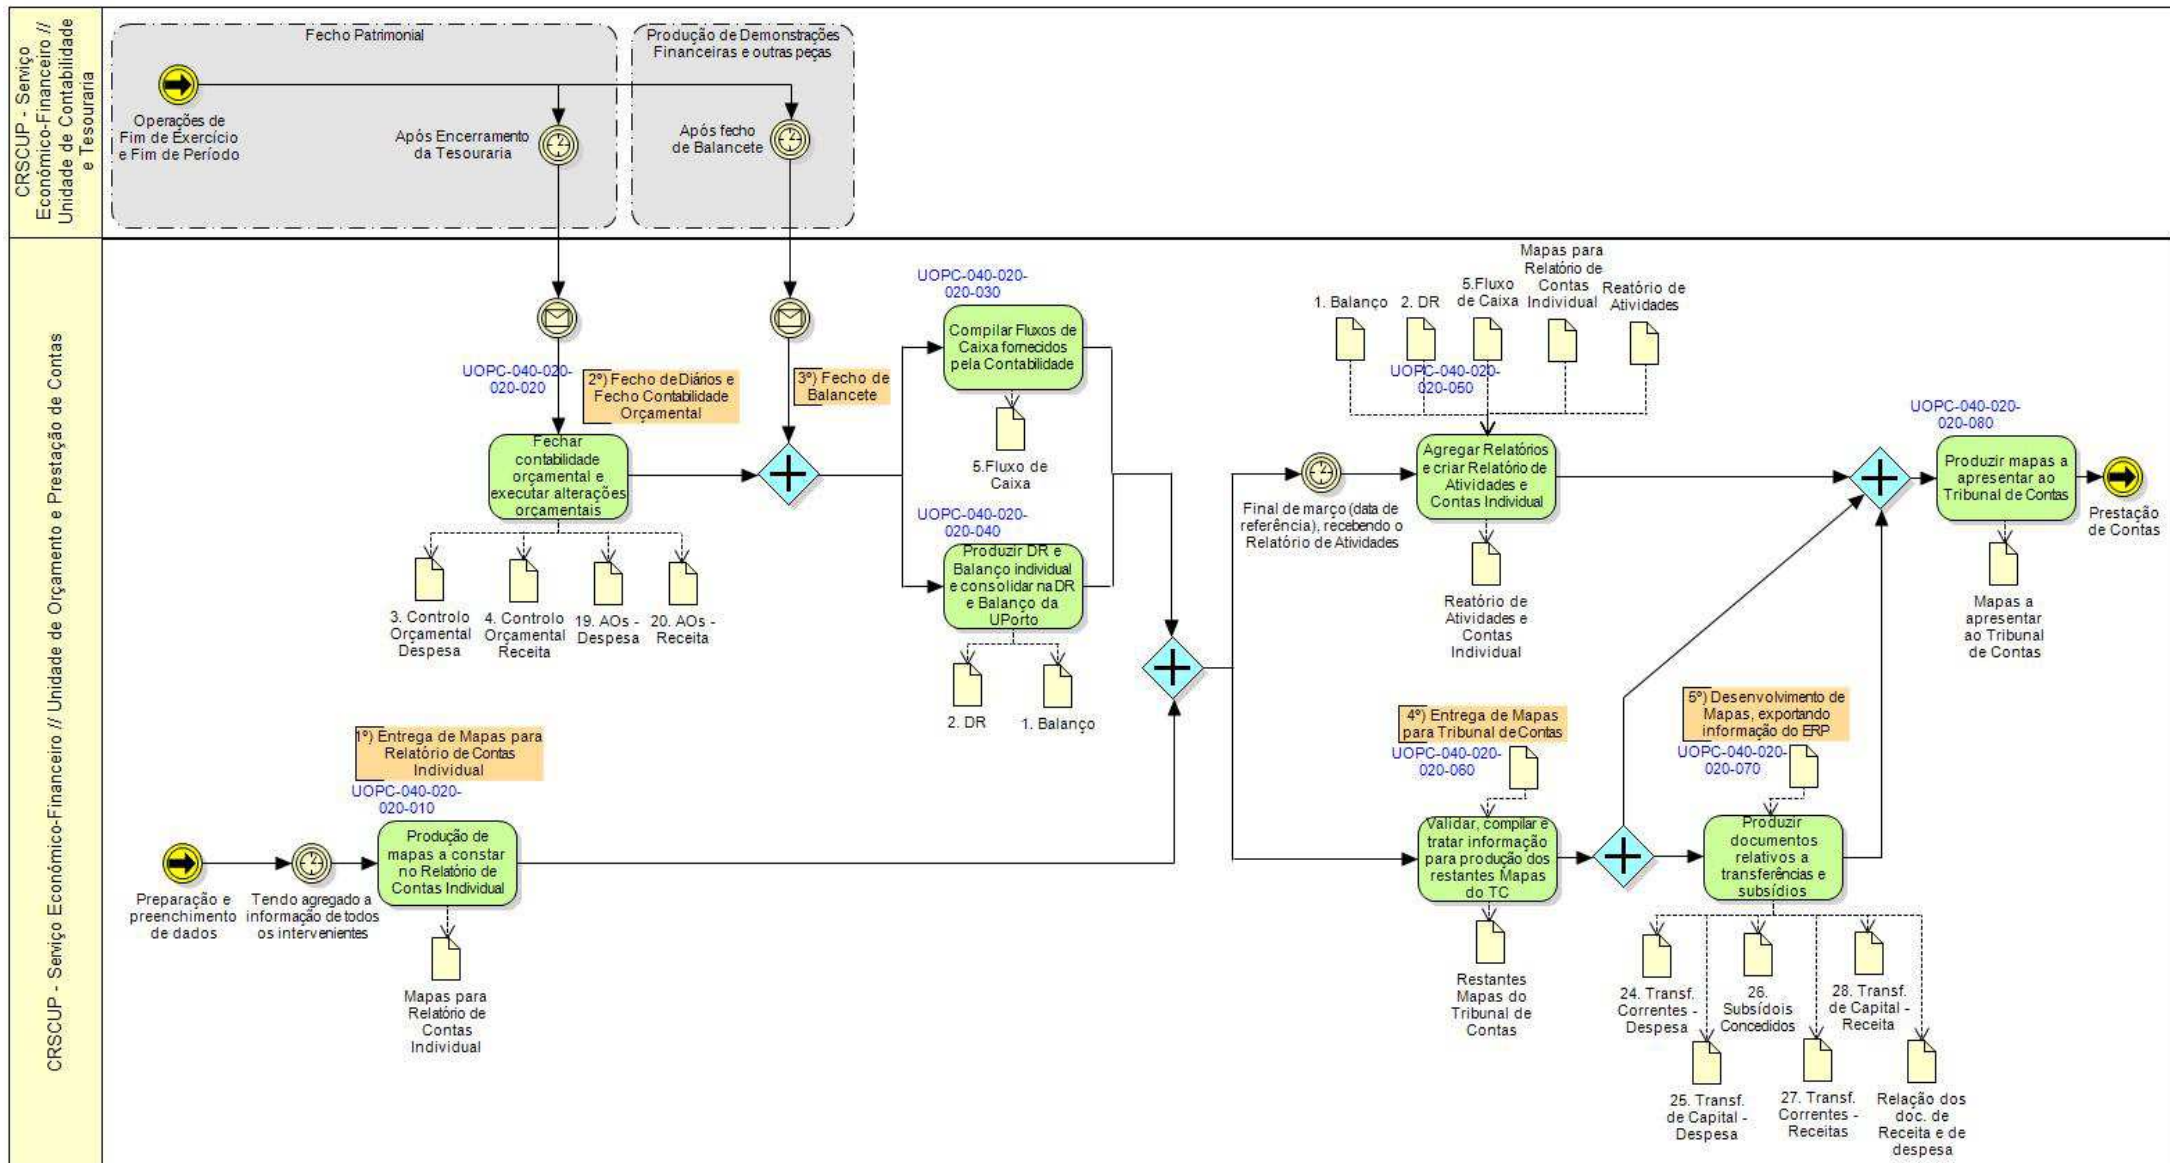 CRSCUP - Serviço
Económico-Financeiro //
Unidade de Contabilidade
e Tesouraria
Fecho Patrimonial
Produção de Demonstrações
Financeiras e outras peças
Operações de
Fim de Exercício
e Fim de Período
Após Encerramento
da Tesouraria
Após fecho
de Balancete
CRSCUP - Serviço Económico-Financeiro // Unidade de Orçamento e Prestação de Contas
UOPC-040-020-
020-020
2º) Fecho de Diários e
Fecho Contabilidade
Orçamental
3º) Fecho de
Balancete
Fechar
contabilidade
orçamental e
executar alterações
orçamentais
3. Controlo
Orçamental
Despesa
4. Controlo
Orçamental
Receita
19. AOs -
Despesa
20. AOs -
Receita
UOPC-040-020-
020-030
Compilar Fluxos de
Caixa fornecidos
pela Contabilidade
5.Fluxo de
Caixa
UOPC-040-020-
020-040
Produzir DR e
Balanço individual
e consolidar na DR
e Balanço da
UPorto
2. DR
1. Balanço
1º) Entrega de Mapas para
Relatório de Contas
Individual
UOPC-040-020-
020-010
Produção de
mapas a constar
no Relatório de
Contas Individual
Preparação e
preenchimento
de dados
Tendo agregado a
informação de todos
os intervenientes
Mapas para
Relatório de
Contas
Individual
1. Balanço
2. DR
5.Fluxo
de Caixa
Mapas para
Relatório de
Contas
Individual
Reatório de
Atividades
UOPC-040-020-
020-050
Agregar Relatórios
e criar Relatório de
Atividades e
Contas Individual
Final de março (data de
referência), recebendo o
Relatório de Atividades
Reatório de
Atividades e
Contas
Individual
UOPC-040-020-
020-080
Produzir mapas a
apresentar ao
Tribunal de Contas
Prestação
de Contas
Mapas a
apresentar
ao Tribunal
de Contas
4º) Entrega de Mapas
para Tribunal de Contas
UOPC-040-020-
020-060
Validar, compilar e
tratar informação
para produção dos
restantes Mapas
do TC
Restantes
Mapas do
Tribunal de
Contas
5º) Desenvolvimento de
Mapas, exportando
informação do ERP
UOPC-040-020-
020-070
Produzir
documentos
relativos a
transferências e
subsídios
24. Transf.
Correntes -
Despesa
26.
Subsídois
Concedidos
28. Transf.
de Capital -
Receita
25. Transf.
de Capital -
Despesa
27. Transf.
Correntes -
Receitas
Relação dos
doc. de
Receita e de
despesa